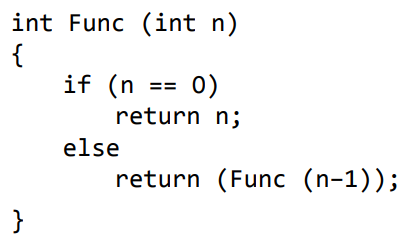 int Func (int n)
{
    if (n == 0)
        return n;
    else
        return (Func (n–1));
}